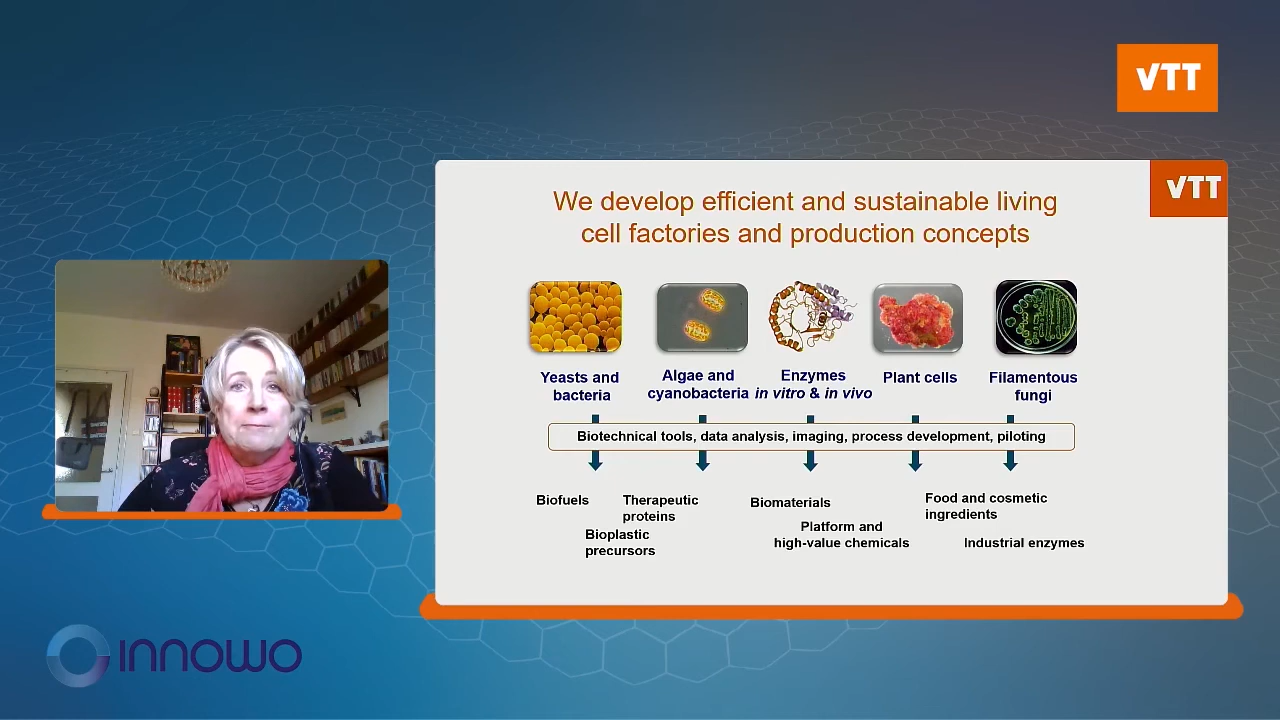 VTT
VTT
We develop efficient and sustainable living
cell factories and production concepts
Yeasts and
bacteria
Algae and
cyanobacteria
Enzymes
in vitro & in vivo
Plant cells
Filamentous
fungi
Biotechnical tools, data analysis, imaging, process development, piloting
Biofuels
Therapeutic
proteins
Bioplastic
precursors
Biomaterials
Platform and
high-value chemicals
Food and cosmetic
ingredients
Industrial enzymes
INNOWO